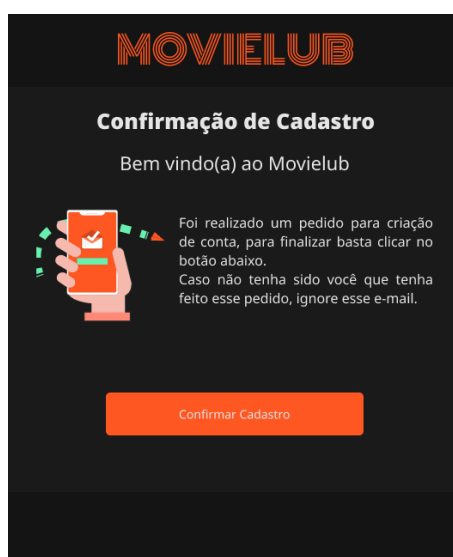 MOVIELUB
Confirmação de Cadastro
Bem vindo(a) ao Movielub
Foi realizado um pedido para criação
de conta, para finalizar basta clicar no
botão abaixo.
Caso não tenha sido você que tenha
feito esse pedido, ignore esse e-mail.
Confirmar Cadastro